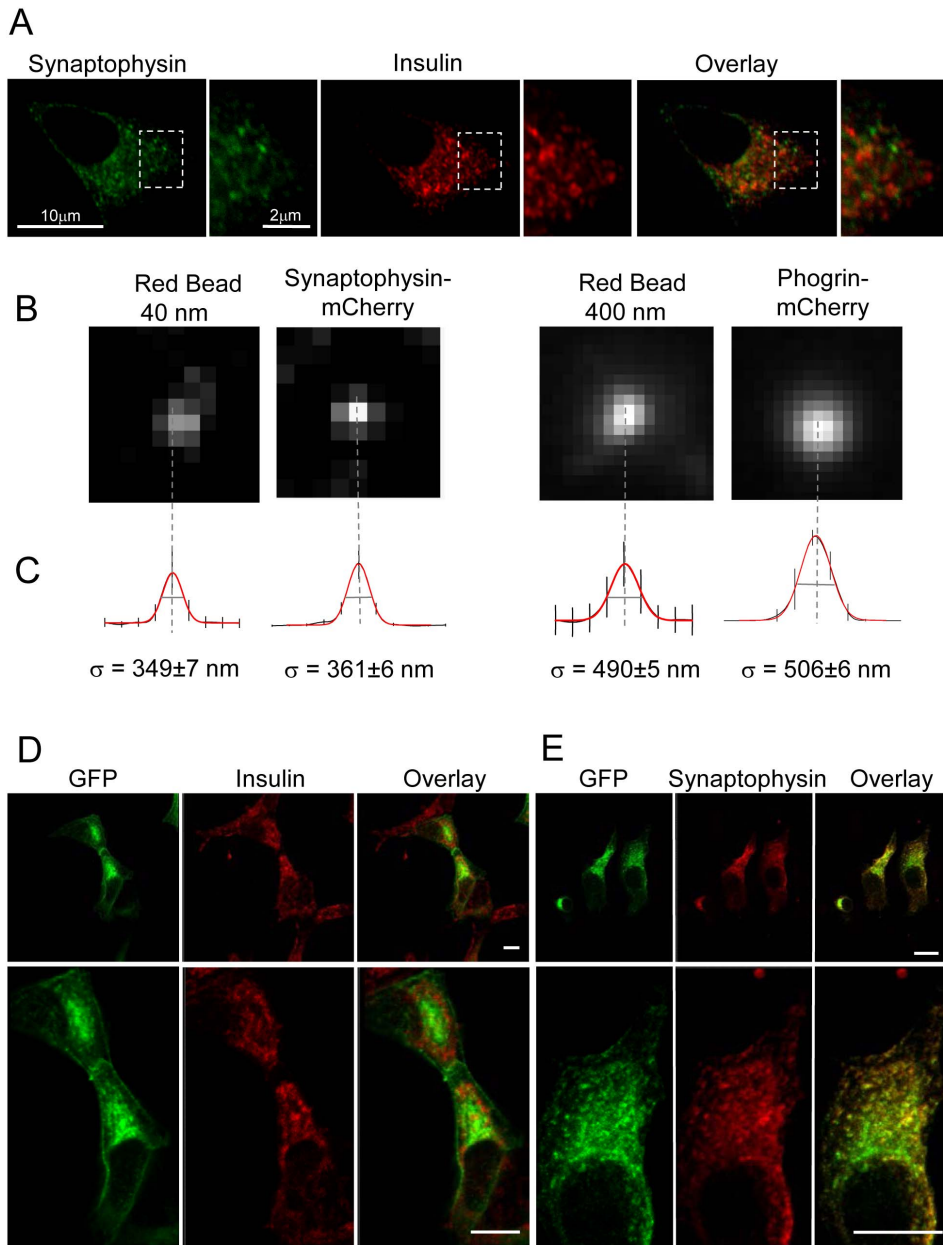 A
Synaptophysin Insulin Overlay
10μm 2μm
B
Red Bead
40 nm
Synaptophysin-
mCherry
Red Bead
400 nm
Phogrin-
mCherry
C
σ = 349±7 nm σ = 361±6 nm σ = 490±5 nm σ = 506±6 nm
D
GFP Insulin Overlay
E
GFP Synaptophysin Overlay